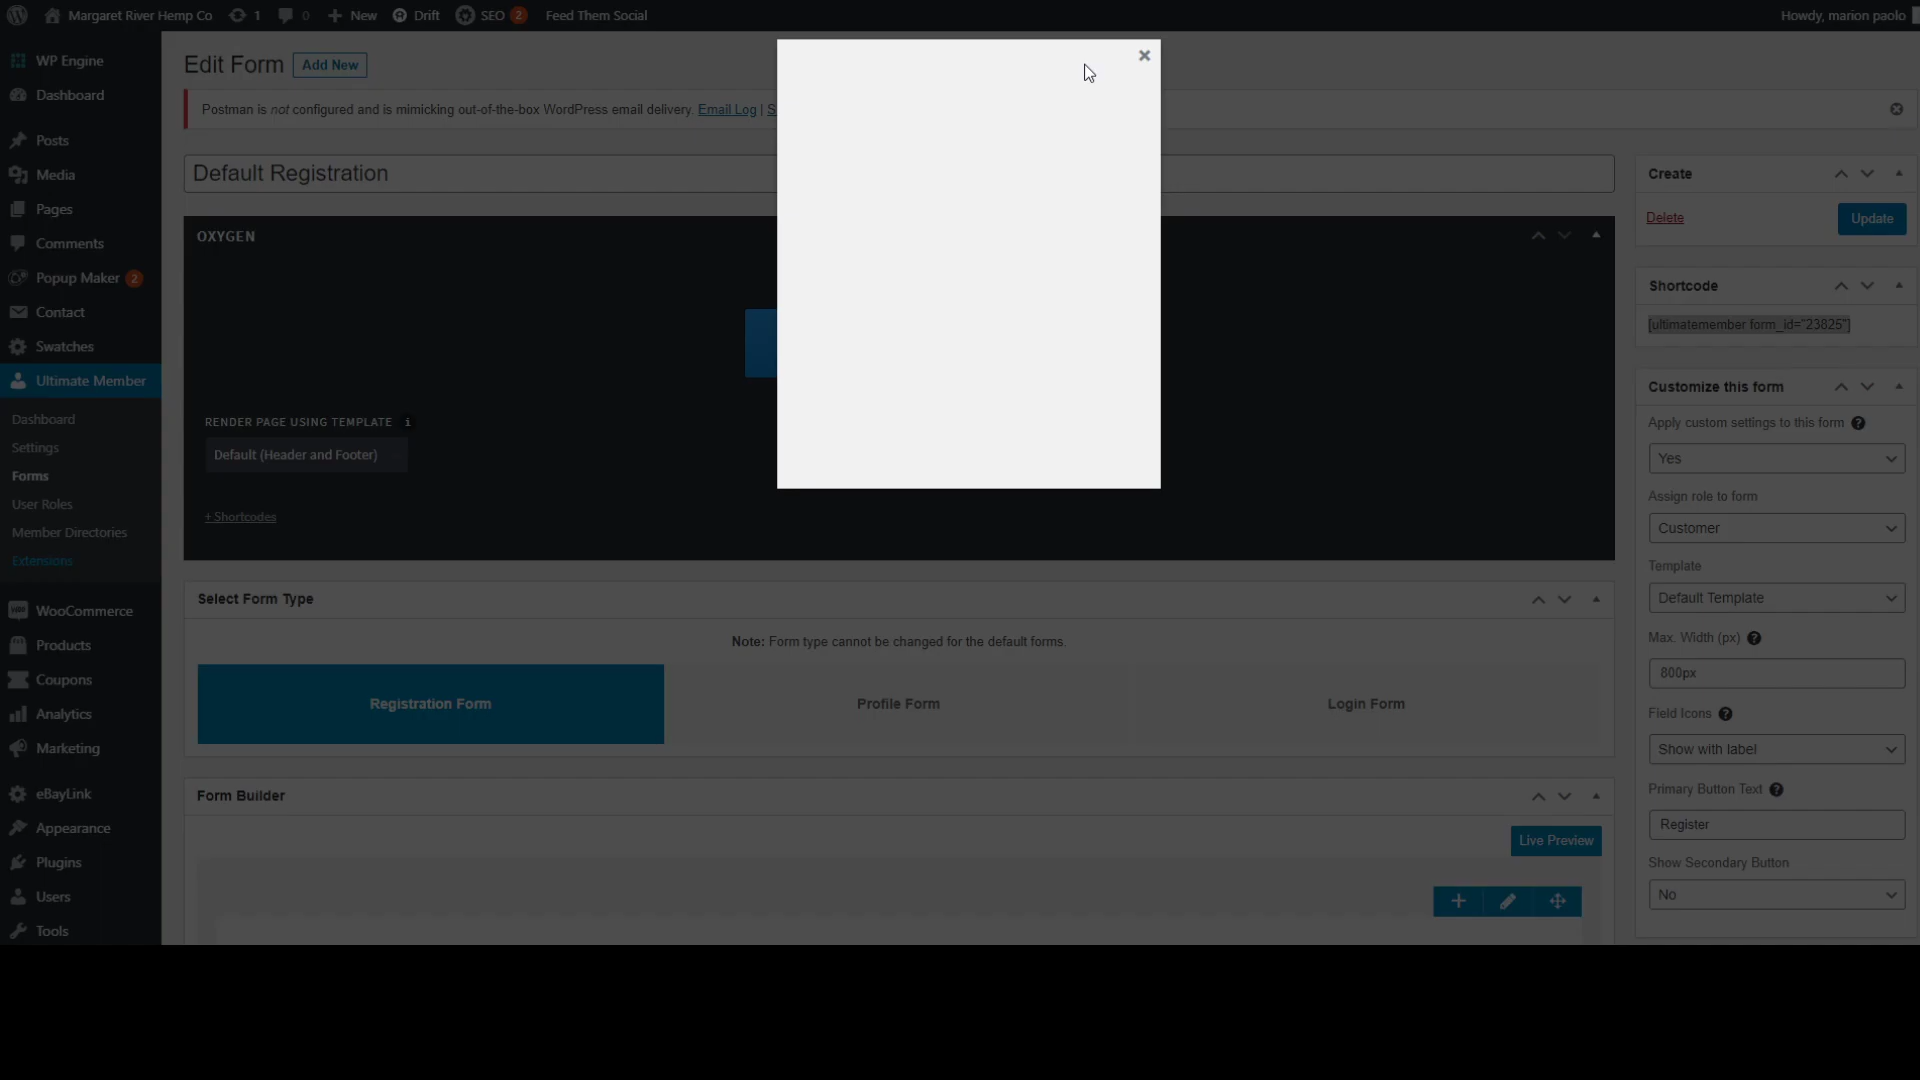 Margaret River Hemp Co 1 0 New Drift SEO 2 Feed Them Social Howdy, marion paolo
WP Engine
Dashboard
Posts
Media
Pages
Comments
Popup Maker 2
Contact
Swatches
Ultimate Member
Dashboard
Settings
Forms
User Roles
Member Directories
Extensions
WooCommerce
Products
Coupons
Analytics
Marketing
eBayLink
Appearance
Plugins
Users
Tools
Edit Form Add New
Postman is not configured and is mimicking out-of-the-box WordPress email delivery. Email Log | S
Default Registration
OXYGEN
RENDER PAGE USING TEMPLATE i
Default (Header and Footer)
+ Shortcodes
Select Form Type
Note: Form type cannot be changed for the default forms.
Registration Form Profile Form Login Form
Form Builder
Live Preview
Create
Delete Update
Shortcode
[ultimatemember form_id="23825"]
Customize this form
Apply custom settings to this form ?
Yes
Assign role to form
Customer
Template
Default Template
Max. Width (px) ?
800px
Field Icons ?
Show with label
Primary Button Text ?
Register
Show Secondary Button
No